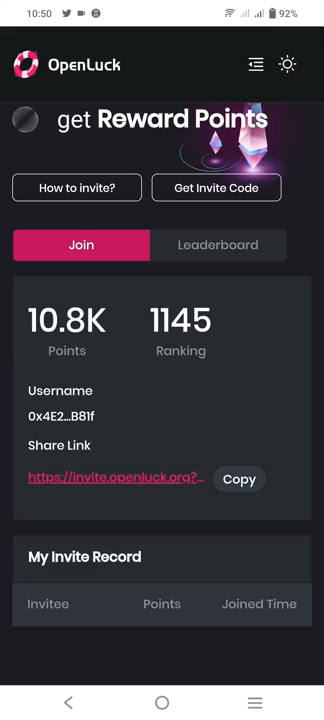 10:50
92%
OpenLuck
get Reward Points
How to invite?
Get Invite Code
Join
Leaderboard
10.8K
1145
Points
Ranking
Username
0x4E2...B81f
Share Link
https://invite.openluck.org?...
Copy
My Invite Record
Invitee Points Joined Time